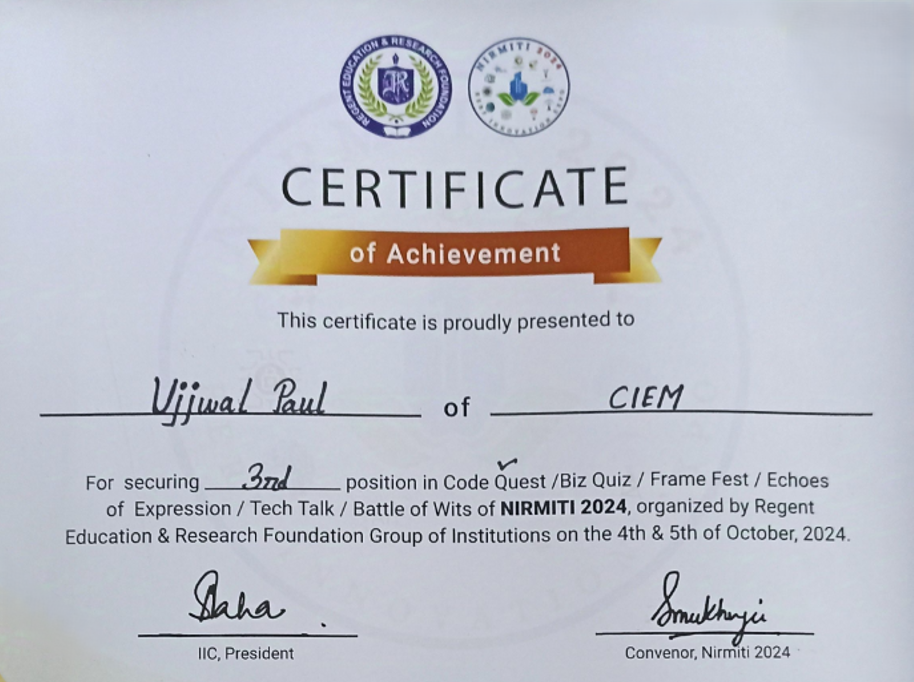 REGENT EDUCATION & RESEARCH FOUNDATION
R
NIRMITI 2024
CERTIFICATE
of Achievement
This certificate is proudly presented to
Ujjwal Paul of CIEM
For securing 3rd position in Code Quest /Biz Quiz / Frame Fest / Echoes
of Expression / Tech Talk / Battle of Wits of NIRMITI 2024, organized by Regent
Education & Research Foundation Group of Institutions on the 4th & 5th of October, 2024.
SSaha
Smukherjee
IIC, President
Convenor, Nirmiti 2024